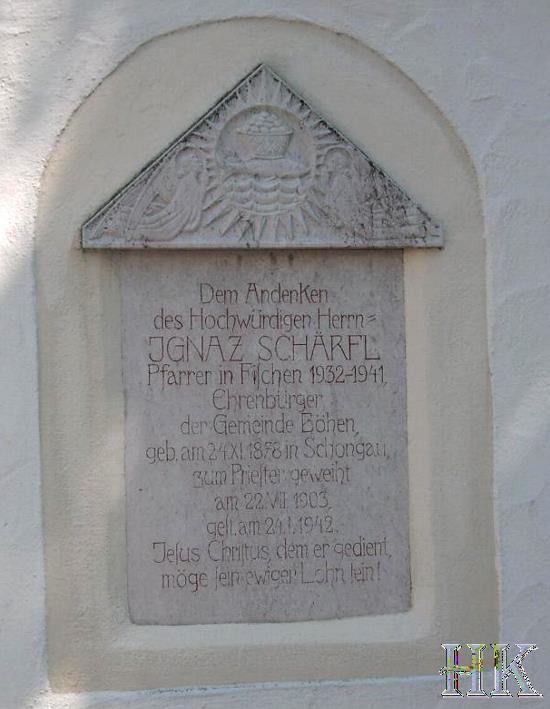 Dem Andenken
des Hochwürdigen Herrn=
IGNAZ SCHÄRFL
Pfarrer in Fiſchen 1932-1941,
Ehrenbürger
der Gemeinde Böhen,
geb. am 24.XI.1878 in Schongau,
zum Prieſter geweiht
am 22.VII.1903,
geſt. am 24.I.1942.
Jeſus Chriſtus, dem er gedient,
möge ſein ewiger Lohn ſein!
HK